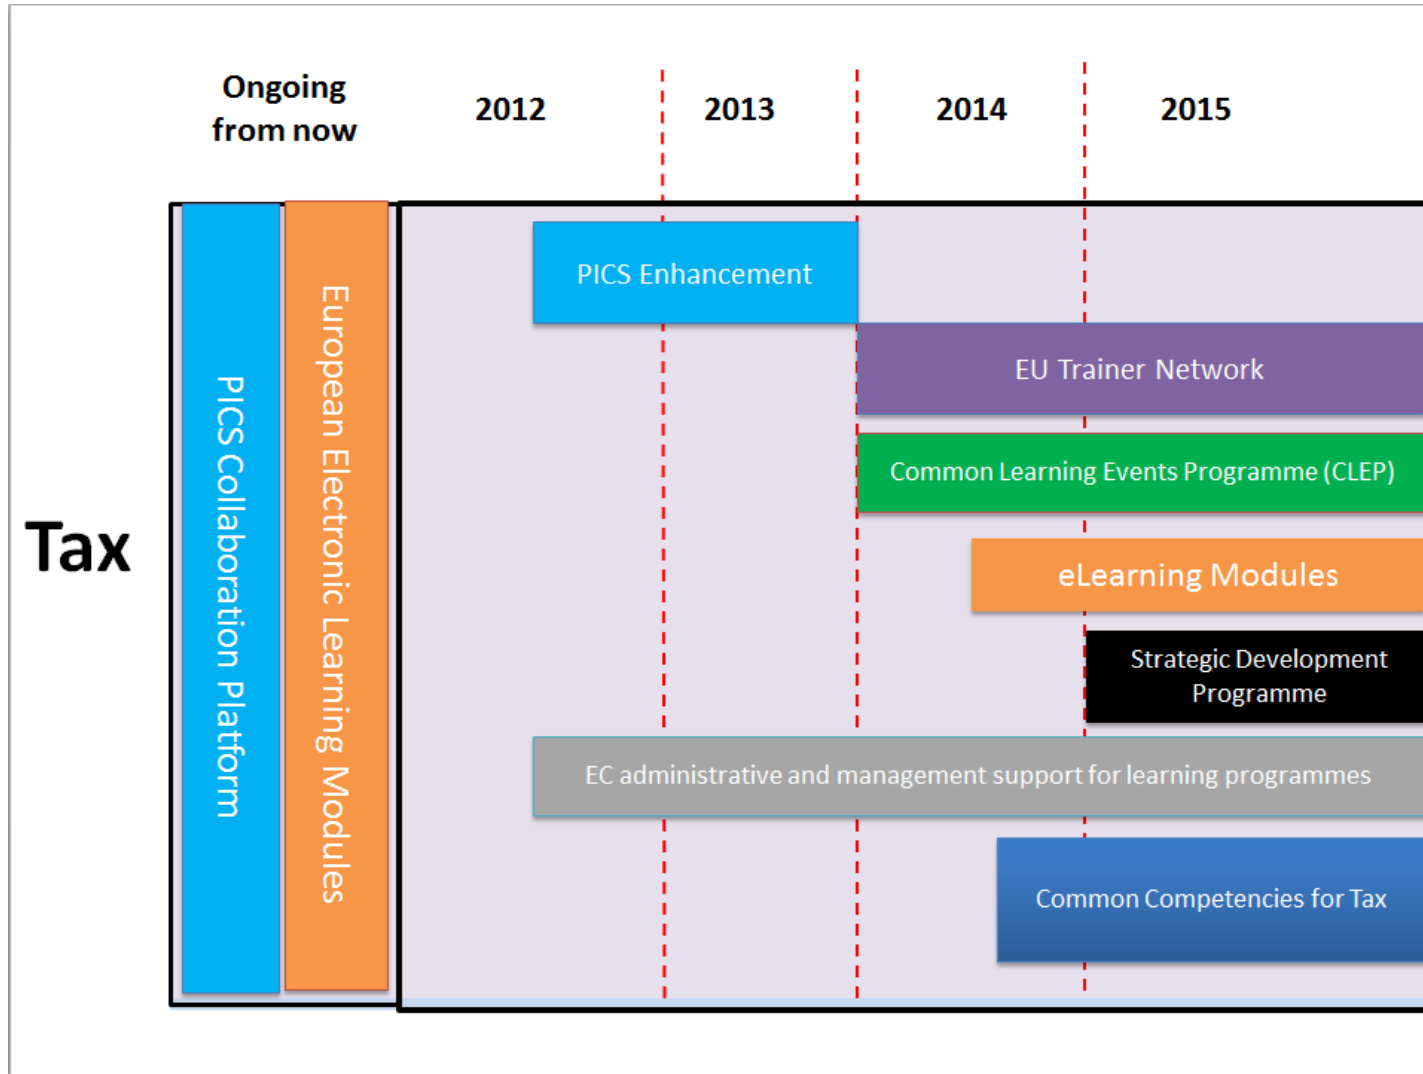 Ongoing
from now
2012
2013
2014
2015
Tax
PICS Collaboration Platform
European Electronic Learning Modules
PICS Enhancement
EU Trainer Network
Common Learning Events Programme (CLEP)
eLearning Modules
Strategic Development
Programme
EC administrative and management support for learning programmes
Common Competencies for Tax